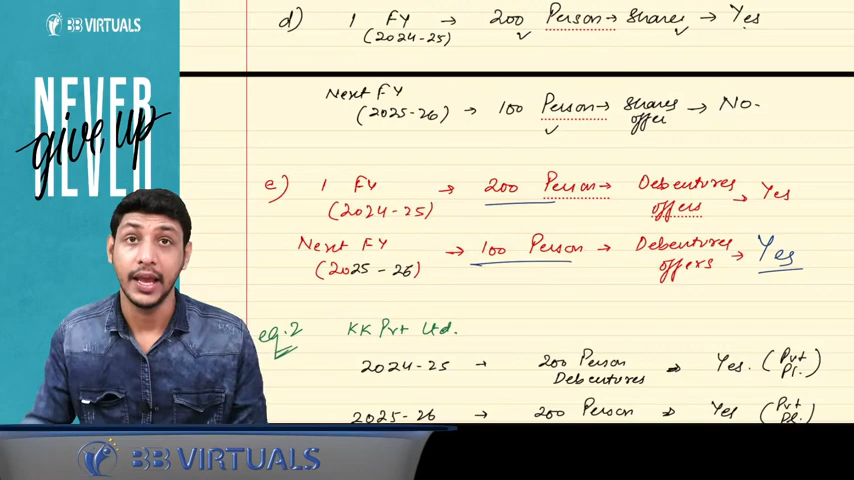 BB VIRTUALS
d) 1 FY → 200 Person → Shares → Yes
(2024-25)
NEVER
give up
NEVER
Next FY
(2025-26) → 100 Person → Shares offer → No-
e) 1 FY → 200 Person → Debentures offers → Yes
(2024-25)
Next FY → 100 Person → Debentures offers → Yes
(2025-26)
eg.2 KK Pvt Ltd.
2024-25 → 200 Person Debentures → Yes. (Pvt Pl.)
2025-26 → 200 Person → Yes (Pvt Pl.)
BB VIRTUALS